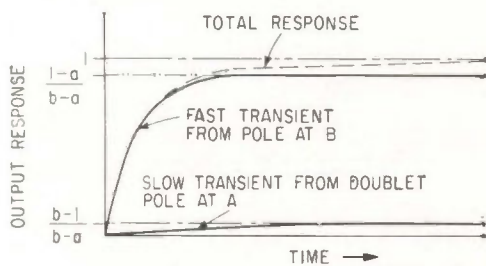 TOTAL RESPONSE
1
1-a
b-a
OUTPUT RESPONSE
FAST TRANSIENT
FROM POLE AT B
SLOW TRANSIENT FROM DOUBLET
POLE AT A
b-1
b-a
TIME